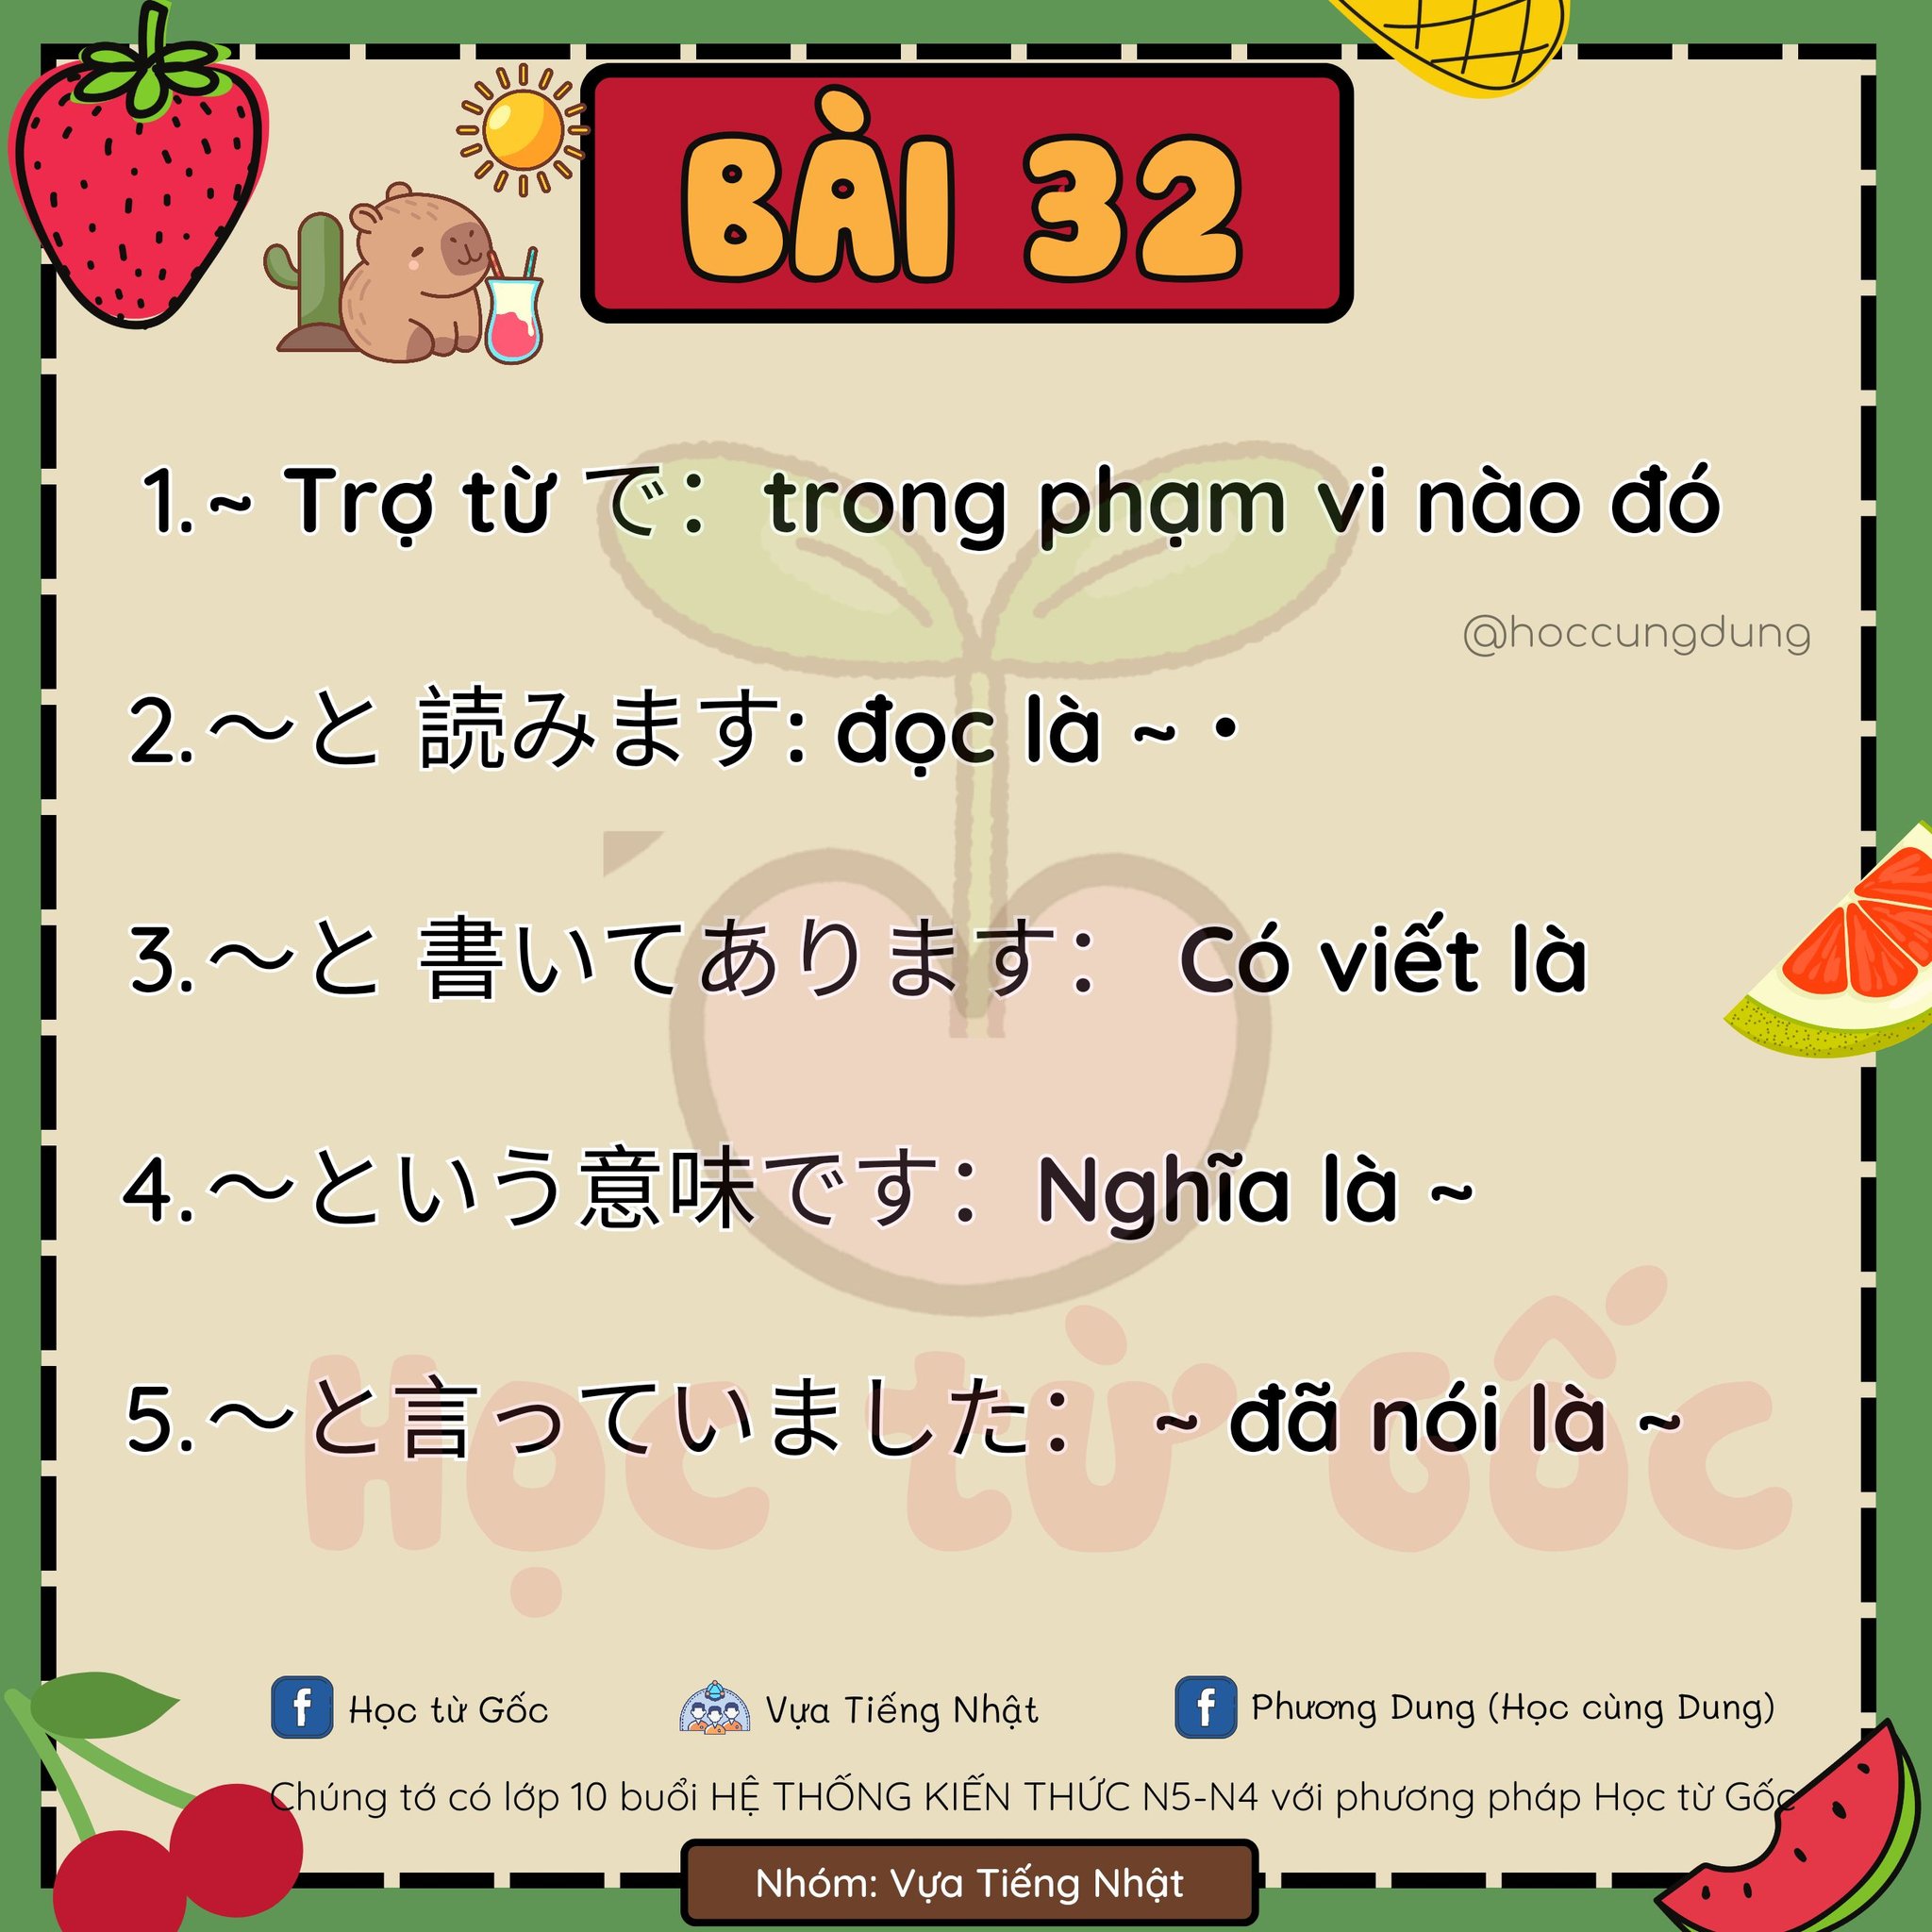 BÀI 32
1. ~ Trợ từ で： trong phạm vi nào đó
@hoccungdung
2. ～と 読みます: đọc là ~ ・
3. ～と 書いてあります： Có viết là
4. ～という意味です： Nghĩa là ~
5. ～と言っていました： ~ đã nói là ~
Học từ Gốc
Học từ Gốc Vựa Tiếng Nhật Phương Dung (Học cùng Dung)
Chúng tớ có lớp 10 buổi HỆ THỐNG KIẾN THỨC N5-N4 với phương pháp Học từ Gốc
Nhóm: Vựa Tiếng Nhật